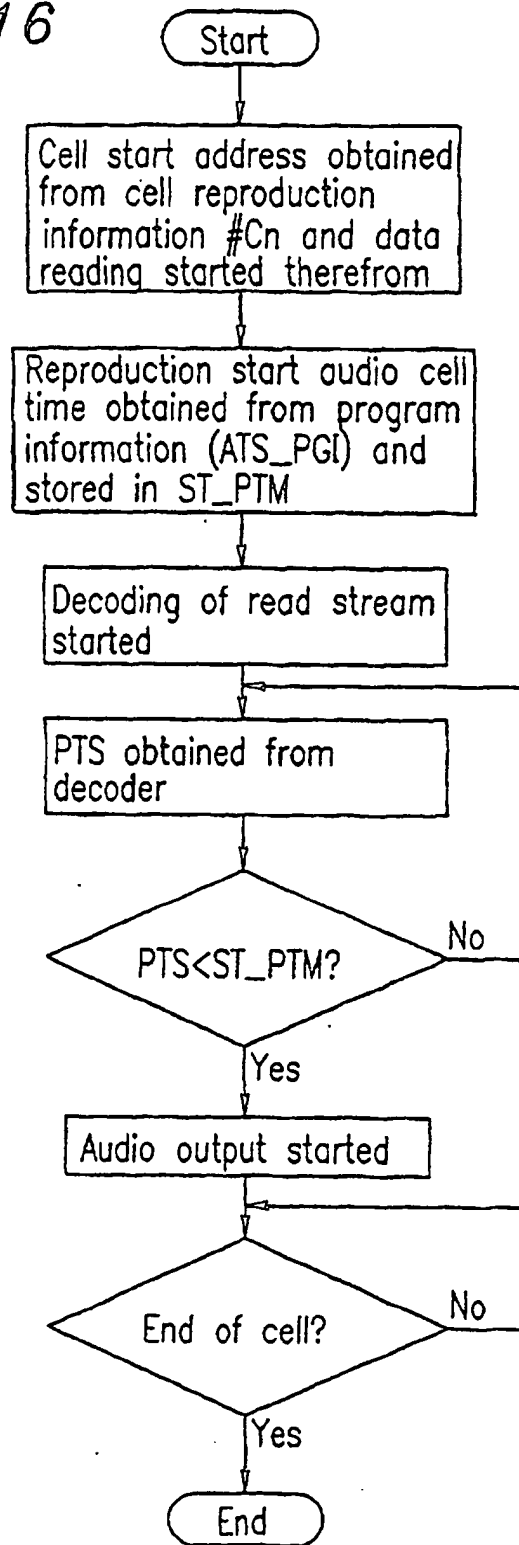 16
Start
Cell start address obtained
from cell reproduction
information #Cn and data
reading started therefrom
Reproduction start audio cell
time obtained from program
information (ATS_PGI) and
stored in ST_PTM
Decoding of read stream
started
PTS obtained from
decoder
PTS<ST_PTM?
No
Yes
Audio output started
End of cell?
No
Yes
End